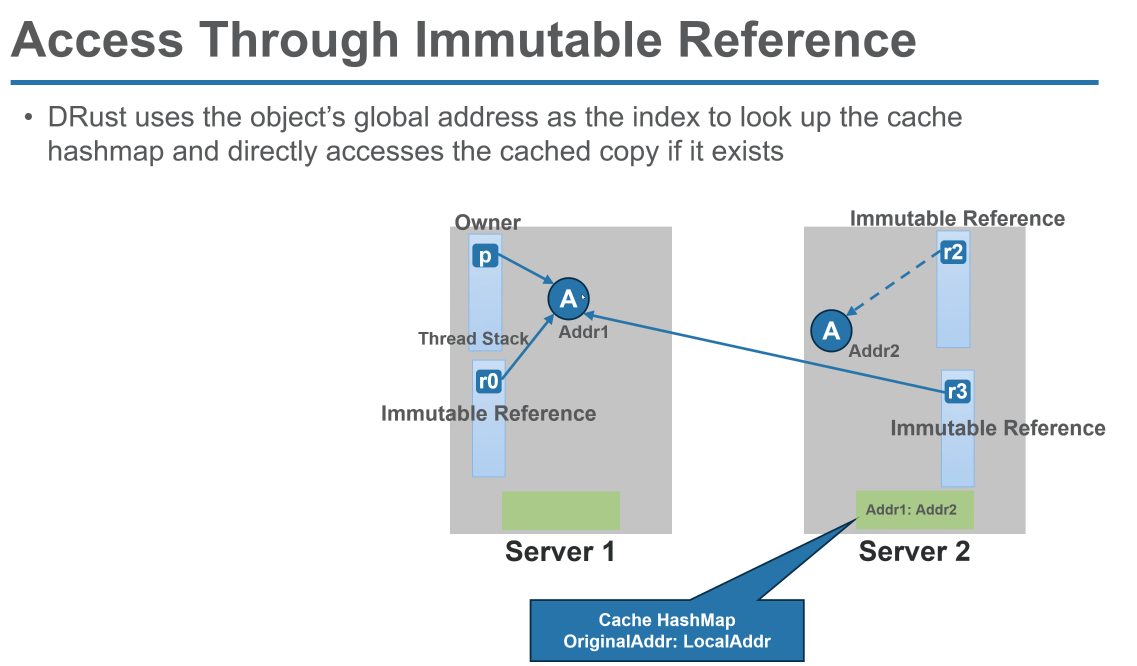 Access Through Immutable Reference
• DRust uses the object’s global address as the index to look up the cache
hashmap and directly accesses the cached copy if it exists
Owner
p
A
Addr1
Thread Stack
r0
Immutable Reference
Server 1
Immutable Reference
r2
A
Addr2
r3
Immutable Reference
Addr1: Addr2
Server 2
Cache HashMap
OriginalAddr: LocalAddr